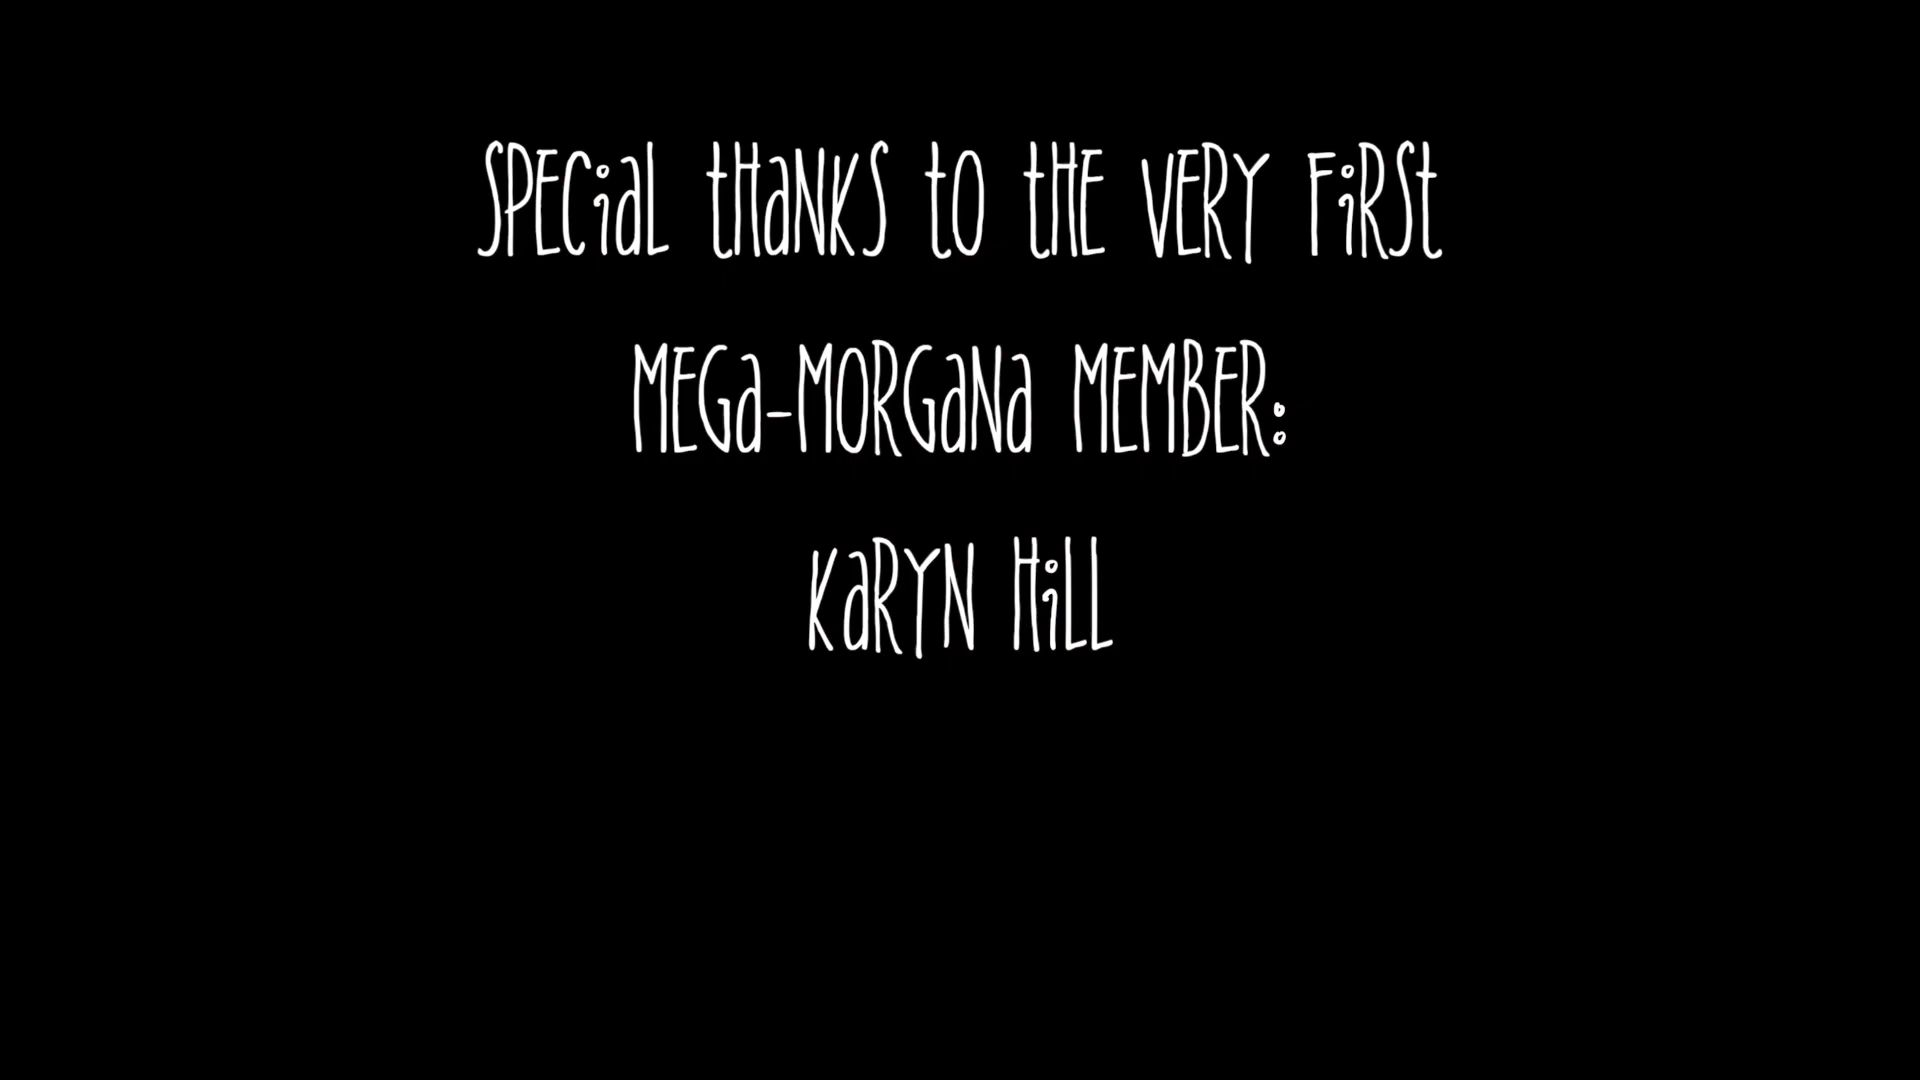 SPECiaL tHaNKS tO tHE VERY FiRSt
MEGa-MORGaNa MEMBER:
KaRYN HiLL